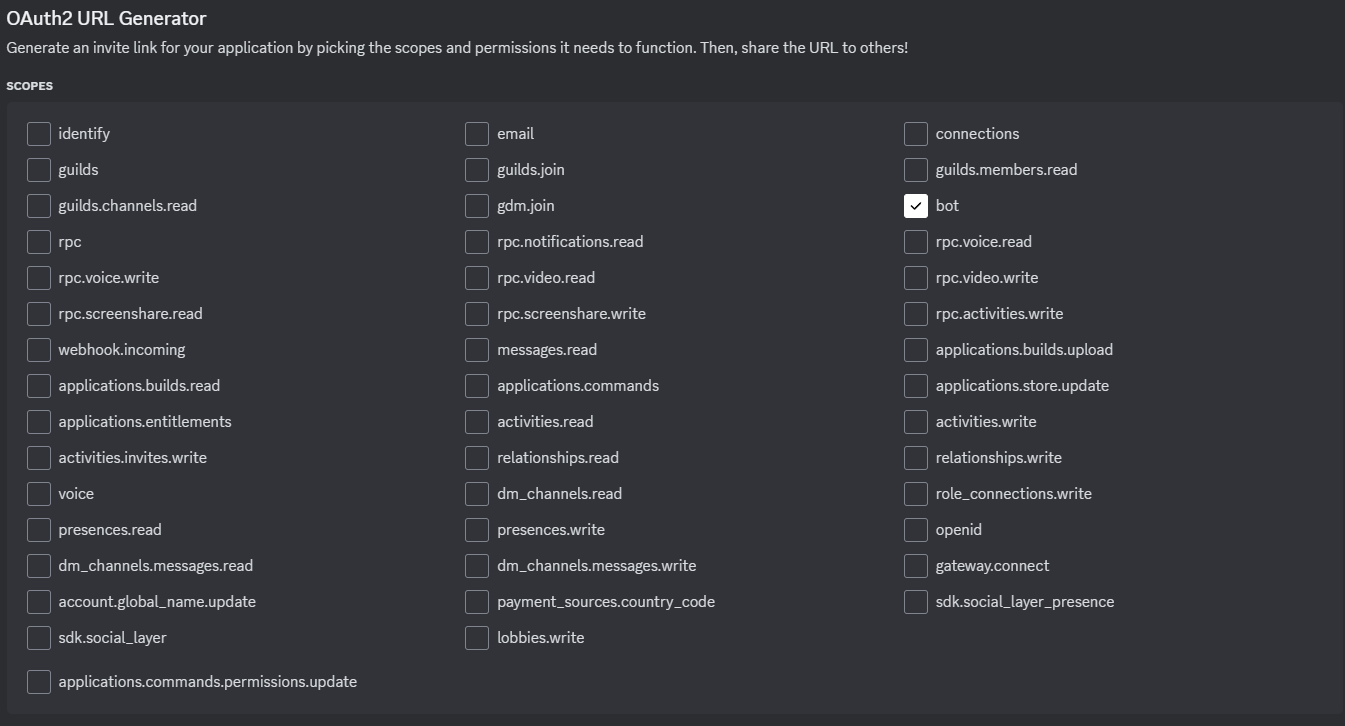 OAuth2 URL Generator
Generate an invite link for your application by picking the scopes and permissions it needs to function. Then, share the URL to others!
SCOPES
identify email connections
guilds guilds.join guilds.members.read
guilds.channels.read gdm.join bot
rpc rpc.notifications.read rpc.voice.read
rpc.voice.write rpc.video.read rpc.video.write
rpc.screenshare.read rpc.screenshare.write rpc.activities.write
webhook.incoming messages.read applications.builds.upload
applications.builds.read applications.commands applications.store.update
applications.entitlements activities.read activities.write
activities.invites.write relationships.read relationships.write
voice dm_channels.read role_connections.write
presences.read presences.write openid
dm_channels.messages.read dm_channels.messages.write gateway.connect
account.global_name.update payment_sources.country_code sdk.social_layer_presence
sdk.social_layer lobbies.write
applications.commands.permissions.update